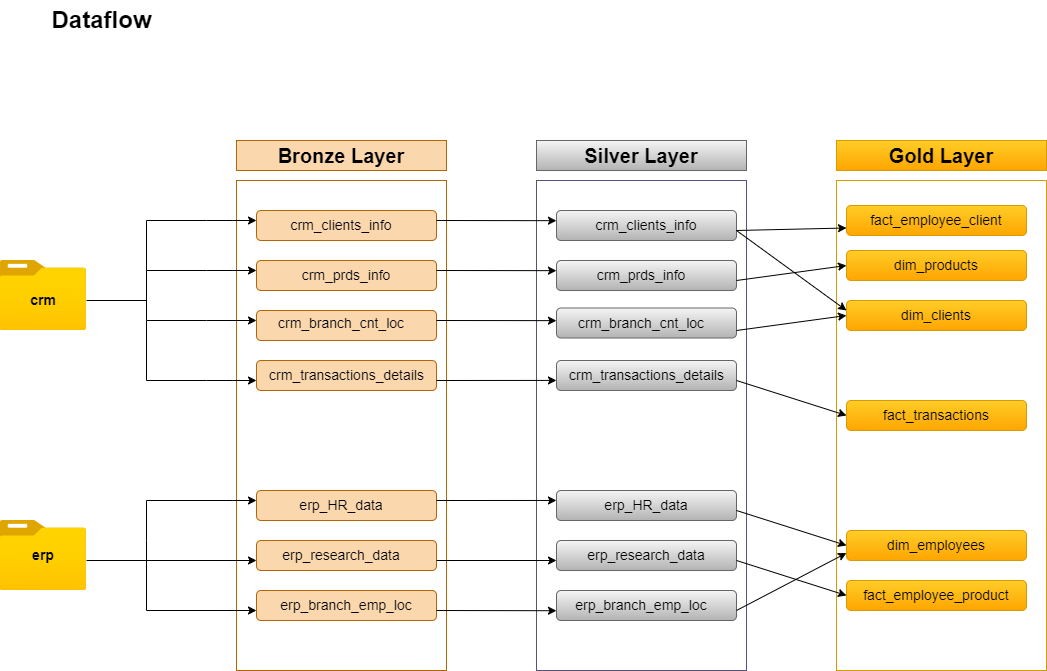 Dataflow
Bronze Layer
Silver Layer
Gold Layer
crm
crm_clients_info
crm_prds_info
crm_branch_cnt_loc
crm_transactions_details
crm_clients_info
crm_prds_info
crm_branch_cnt_loc
crm_transactions_details
fact_employee_client
dim_products
dim_clients
fact_transactions
erp
erp_HR_data
erp_research_data
erp_branch_emp_loc
erp_HR_data
erp_research_data
erp_branch_emp_loc
dim_employees
fact_employee_product